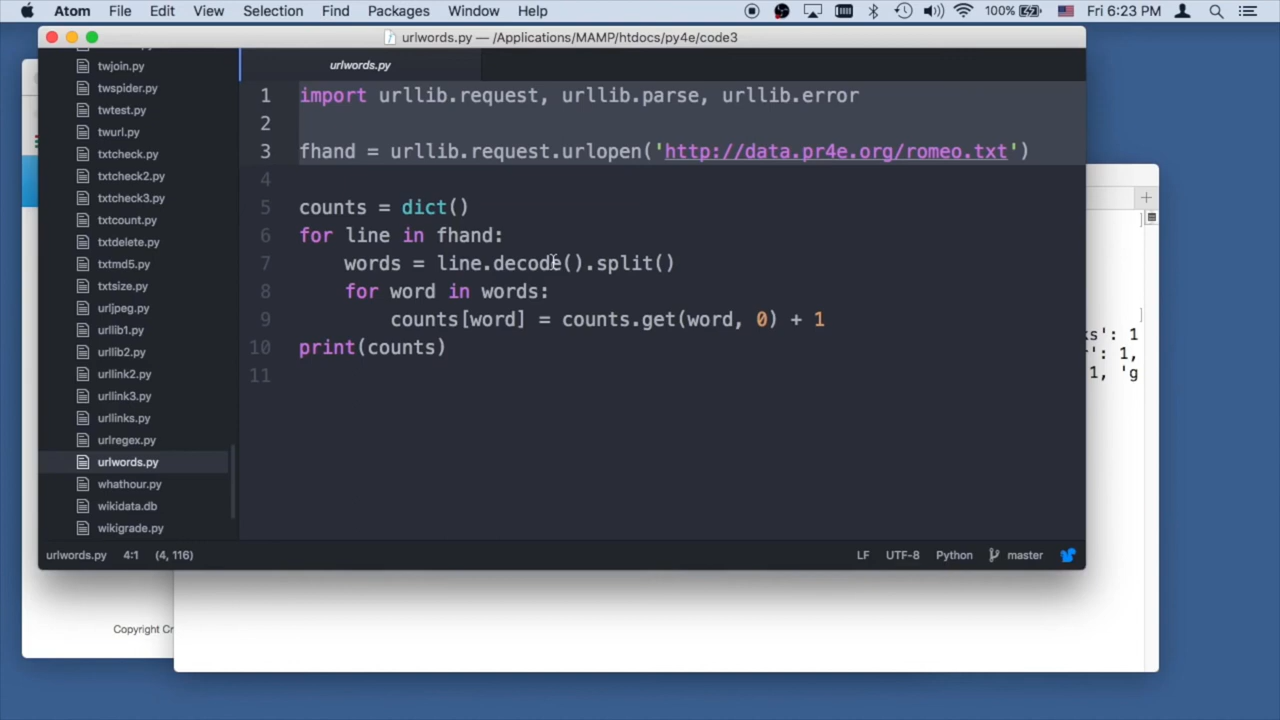 Atom File Edit View Selection Find Packages Window Help 100% Fri 6:23 PM
urlwords.py — /Applications/MAMP/htdocs/py4e/code3
urlwords.py
twjoin.py
twspider.py
twtest.py
twurl.py
txtcheck.py
txtcheck2.py
txtcheck3.py
txtcount.py
txtdelete.py
txtmd5.py
txtsize.py
urljpeg.py
urllib1.py
urllib2.py
urllink2.py
urllink3.py
urllinks.py
urlregex.py
urlwords.py
whathour.py
wikidata.db
wikigrade.py
1 import urllib.request, urllib.parse, urllib.error
2
3 fhand = urllib.request.urlopen('http://data.pr4e.org/romeo.txt')
4
5 counts = dict()
6 for line in fhand:
7 words = line.decode().split()
8 for word in words:
9 counts[word] = counts.get(word, 0) + 1
10 print(counts)
11
urlwords.py 4:1 (4, 116) LF UTF-8 Python master
ks': 1
': 1,
1, 'g
Copyright Cr